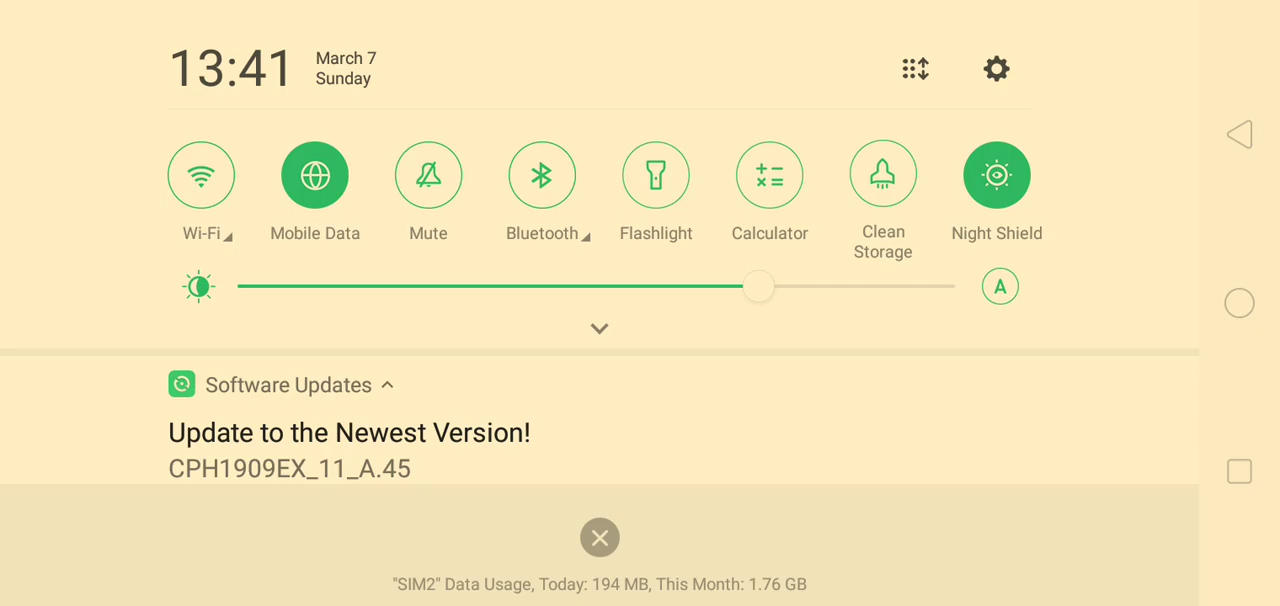 13:41
March 7
Sunday
Wi-Fi
Mobile Data
Mute
Bluetooth
Flashlight
Calculator
Clean
Storage
Night Shield
A
Software Updates
Update to the Newest Version!
CPH1909EX_11_A.45
"SIM2" Data Usage, Today: 194 MB, This Month: 1.76 GB